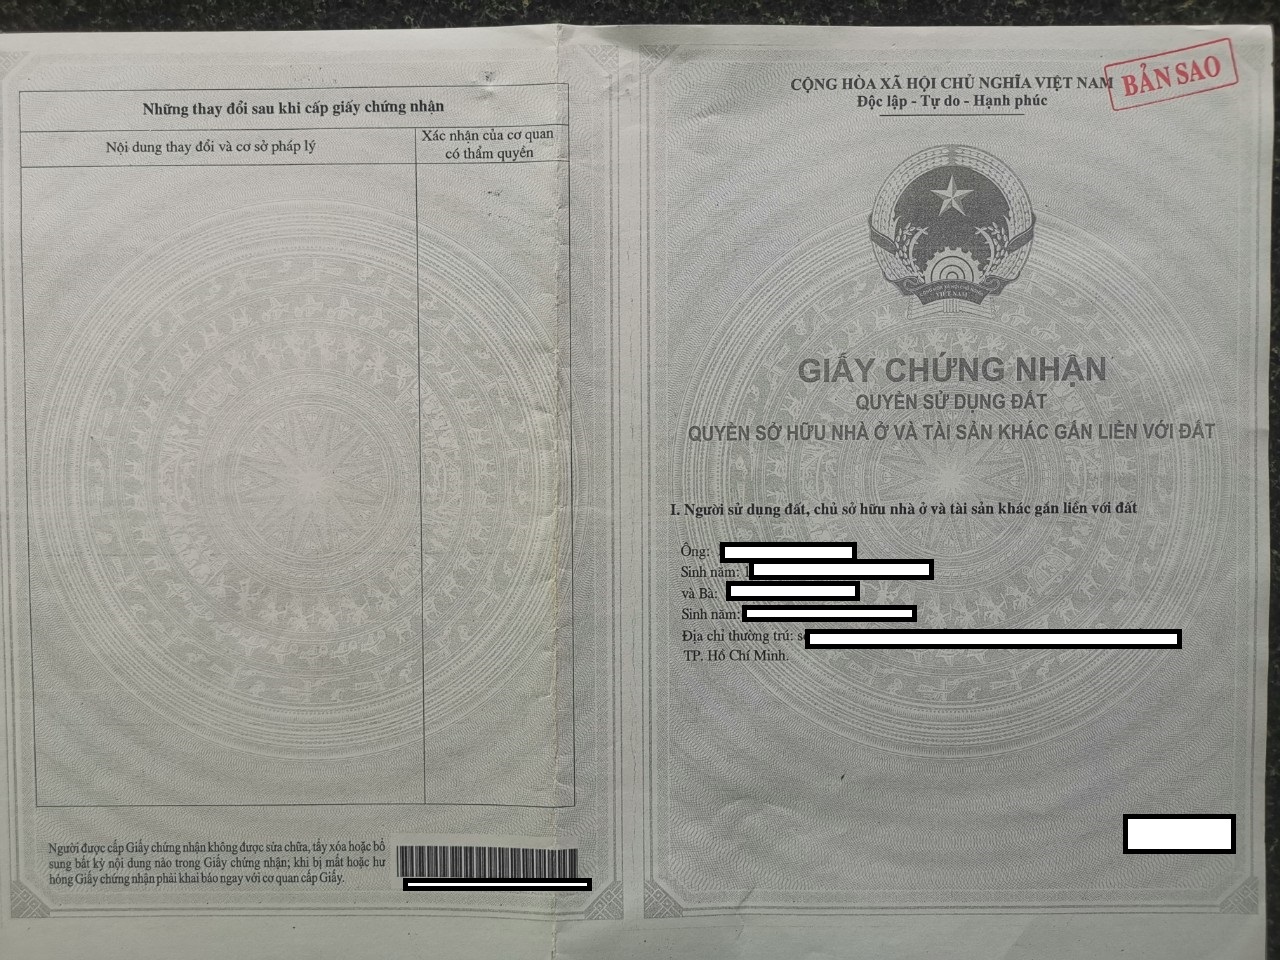 Những thay đổi sau khi cấp giấy chứng nhận
Nội dung thay đổi và cơ sở pháp lý
Xác nhận của cơ quan
có thẩm quyền
Người được cấp Giấy chứng nhận không được sửa chữa, tẩy xóa hoặc bổ
sung bất kỳ nội dung nào trong Giấy chứng nhận; khi bị mất hoặc hư
hỏng Giấy chứng nhận phải khai báo ngay với cơ quan cấp Giấy.
CỘNG HÒA XÃ HỘI CHỦ NGHĨA VIỆT NAM
BẢN SAO
Độc lập - Tự do - Hạnh phúc
VIỆT NAM
GIẤY CHỨNG NHẬN
QUYỀN SỬ DỤNG ĐẤT
QUYỀN SỞ HỮU NHÀ Ở VÀ TÀI SẢN KHÁC GẮN LIỀN VỚI ĐẤT
I. Người sử dụng đất, chủ sở hữu nhà ở và tài sản khác gắn liền với đất
Ông:
Sinh năm: 1
và Bà:
Sinh năm:
Địa chỉ thường trú: s
TP. Hồ Chí Minh.